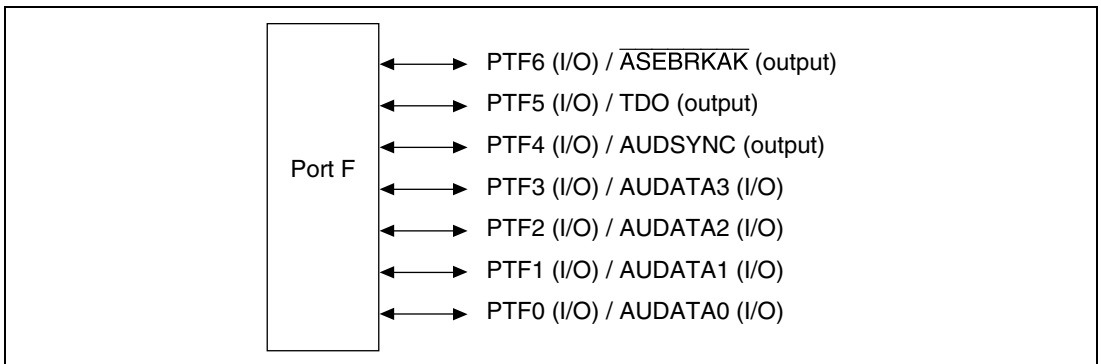 Port F
PTF6 (I/O) / ASEBRKAK (output)
PTF5 (I/O) / TDO (output)
PTF4 (I/O) / AUDSYNC (output)
PTF3 (I/O) / AUDATA3 (I/O)
PTF2 (I/O) / AUDATA2 (I/O)
PTF1 (I/O) / AUDATA1 (I/O)
PTF0 (I/O) / AUDATA0 (I/O)